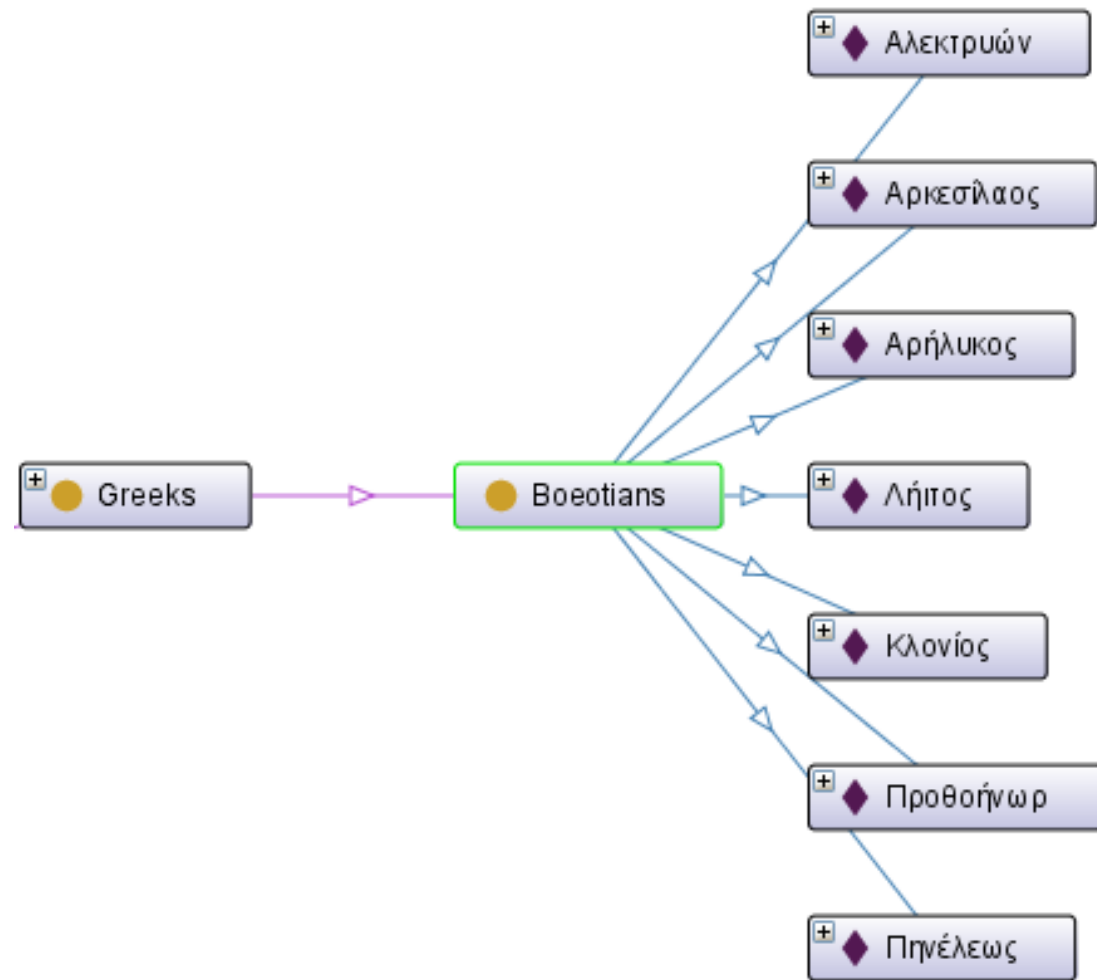 Αλεκτρυών
Αρκεσίλαος
Αρήλυκος
Greeks
Boeotians
Λήιτος
Κλονίος
Προθοήνωρ
Πηνέλεως